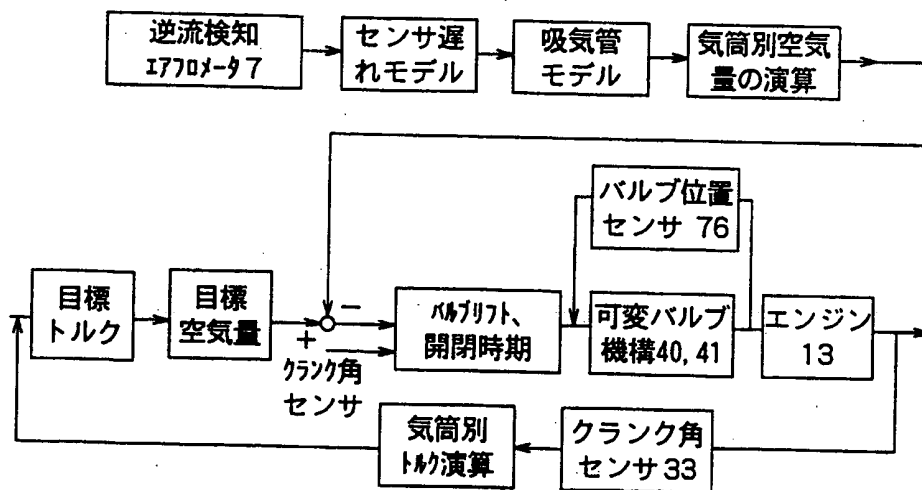 逆流検知
ｴｱﾌﾛﾒｰﾀ7
センサ遅
れモデル
吸気管
モデル
気筒別空気
量の演算
バルブ位置
センサ 76
目標
トルク
目標
空気量
−
+
クランク角
センサ
ﾊﾞﾙﾌﾞﾘﾌﾄ、
開閉時期
可変バルブ
機構40,41
エンジン
13
気筒別
ﾄﾙｸ演算
クランク角
センサ33